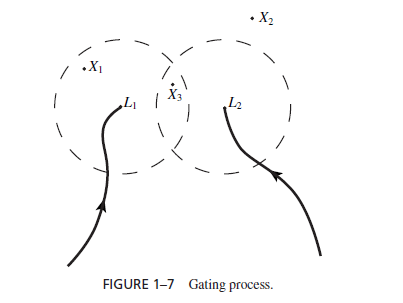 X2
X1
X3
L1
L2
FIGURE 1–7 Gating process.